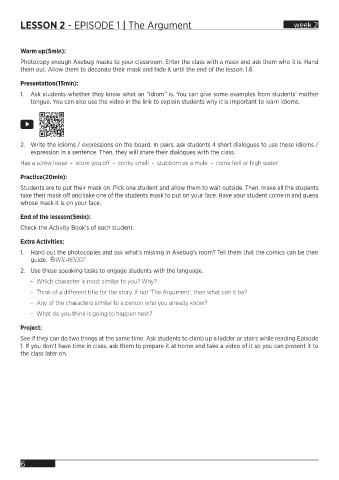 LESSON 2 - EPISODE 1 | The Argument
week 2
Warm up(5min):
Photocopy enough Axebug masks to your classroom. Enter the class with a mask and ask them who it is. Hand
them out. Allow them to decorate their mask and hide it until the end of the lesson. 1.6
Presentation(15min):
1. Ask students whether they know what an "idiom" is. You can give some examples from students' mother
tongue. You can also use the video in the link to explain students why it is important to learn idioms.
2. Write the idioms / expressions on the board. In pairs, ask students 4 short dialogues to use these idioms /
expression in a sentence. Then, they will share their dialogues with the class.
Has a screw loose - score you off - stinky smell - stubborn as a mule - come hell or high water
Practice(20min):
Students are to put their mask on. Pick one student and allow them to wait outside. Then, make all the students
take their mask off and take one of the students mask to put on your face. Have your student come in and guess
whose mask it is on your face.
End of the lessson(5min):
Check the Activity Book's of each student.
Extra Activities:
1. Hand out the photocopies and ask what's missing in Axebug's room? Tell them that the comics can be their
guide.
2. Use these speaking tasks to engage students with the language.
- Which character is most similar to you? Why?
- Think of a different title for the story. If not 'The Argument', then what can it be?
- Any of the characters similar to a person who you already know?
- What do you think is going to happen next?
Project:
See if they can do two things at the same time. Ask students to climb up a ladder or stairs while reading Episode
1. If you don't have time in class, ask them to prepare it at home and take a video of it so you can present it to
the class later on.
6